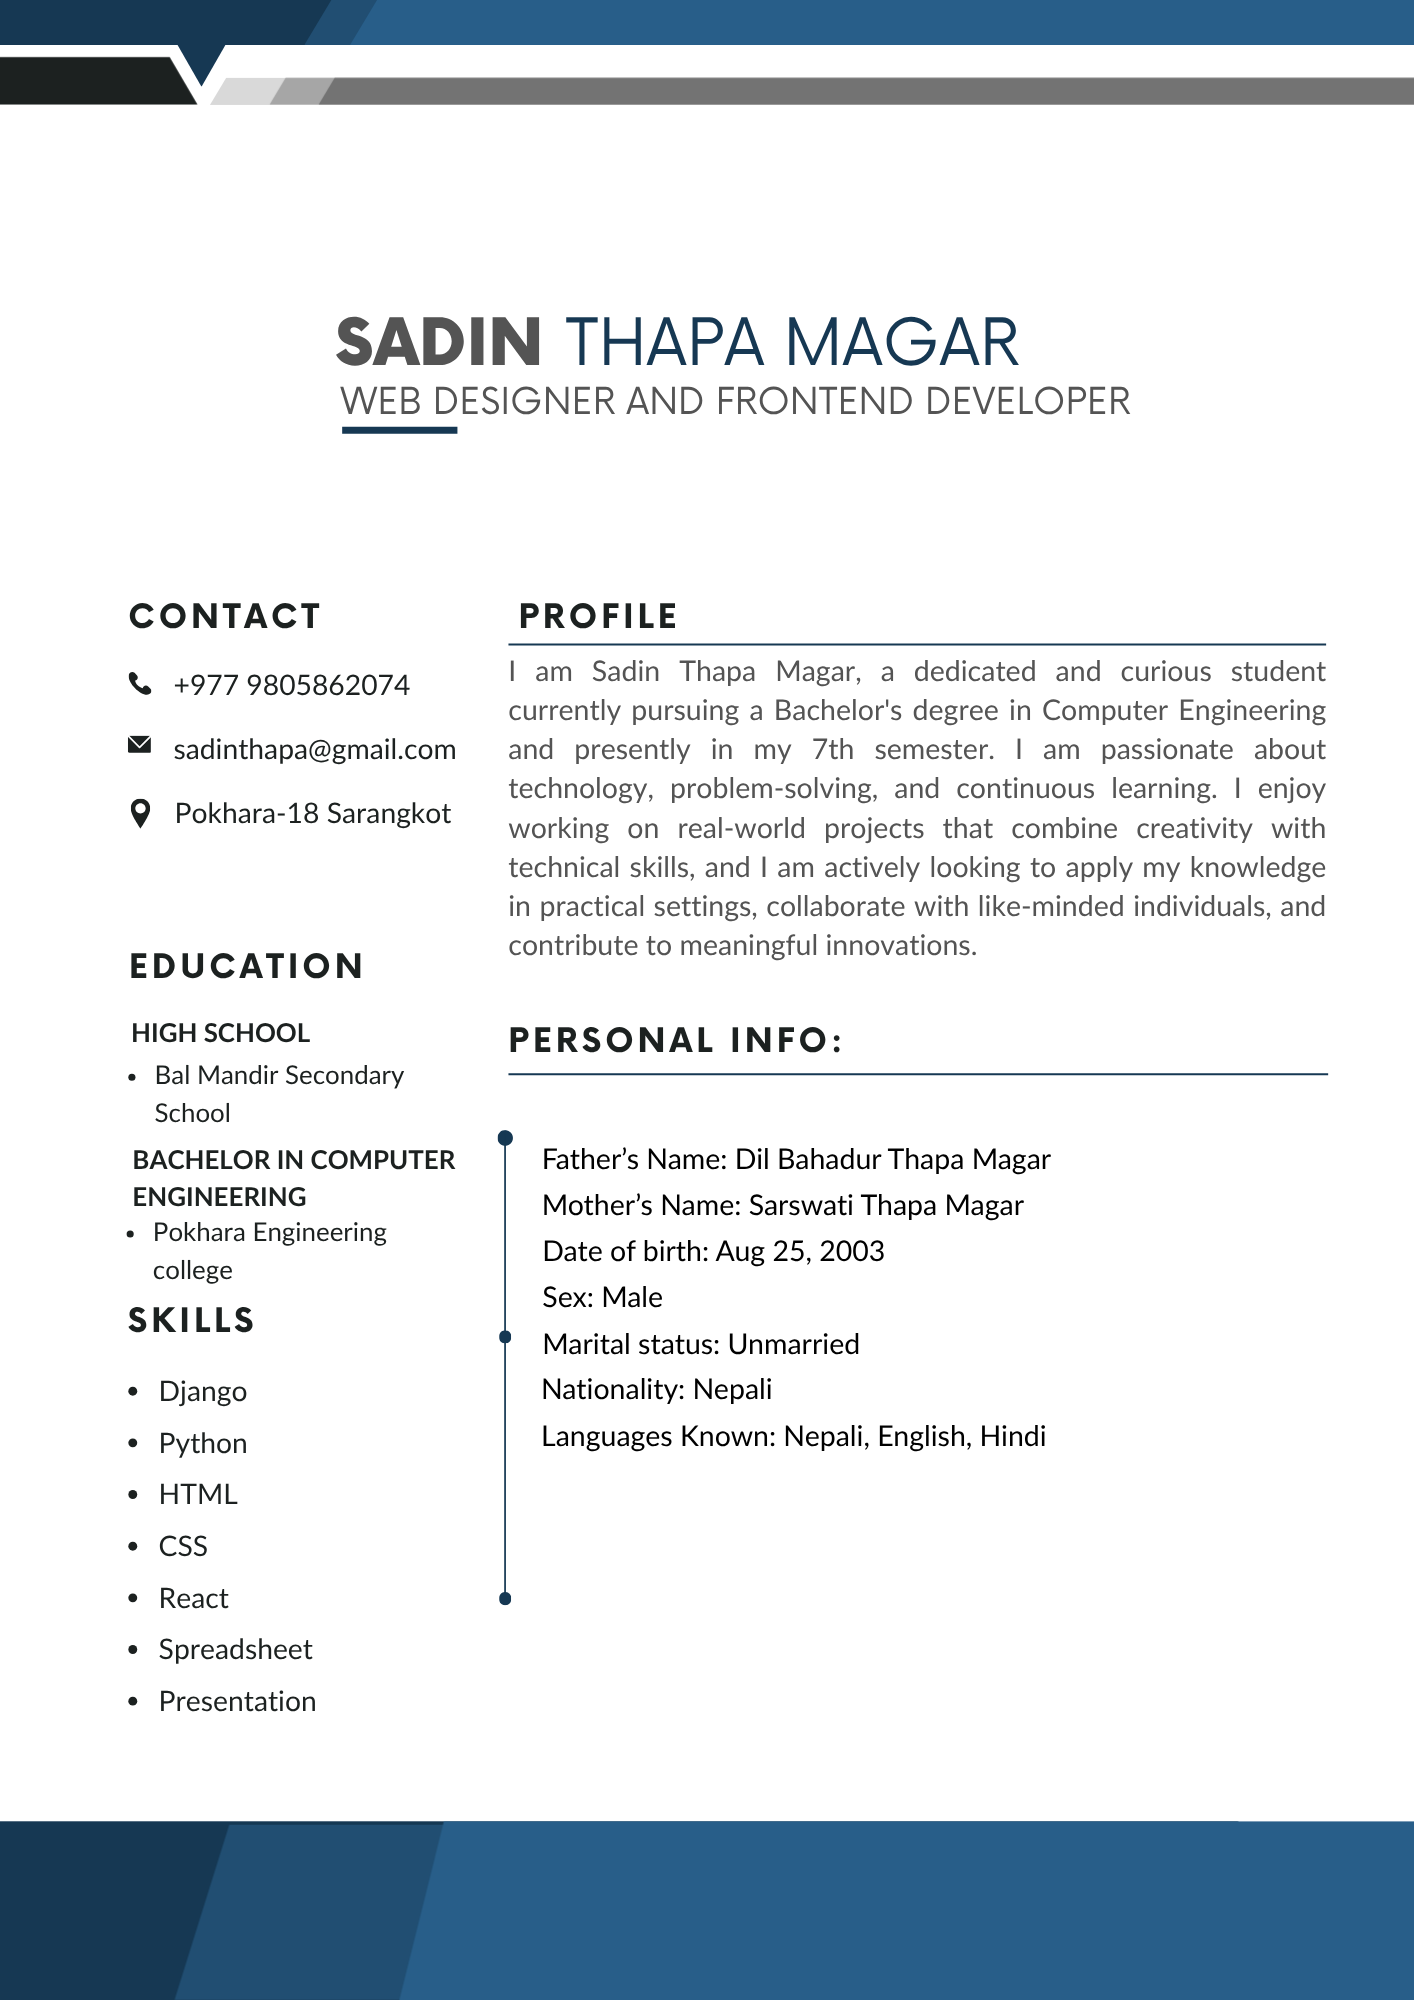 SADIN THAPA MAGAR
WEB DESIGNER AND FRONTEND DEVELOPER
CONTACT
+977 9805862074
sadinthapa@gmail.com
Pokhara-18 Sarangkot
EDUCATION
HIGH SCHOOL
• Bal Mandir Secondary
School
BACHELOR IN COMPUTER
ENGINEERING
• Pokhara Engineering
college
SKILLS
• Django
• Python
• HTML
• CSS
• React
• Spreadsheet
• Presentation
PROFILE
I am Sadin Thapa Magar, a dedicated and curious student
currently pursuing a Bachelor's degree in Computer Engineering
and presently in my 7th semester. I am passionate about
technology, problem-solving, and continuous learning. I enjoy
working on real-world projects that combine creativity with
technical skills, and I am actively looking to apply my knowledge
in practical settings, collaborate with like-minded individuals, and
contribute to meaningful innovations.
PERSONAL INFO:
Father’s Name: Dil Bahadur Thapa Magar
Mother’s Name: Sarswati Thapa Magar
Date of birth: Aug 25, 2003
Sex: Male
Marital status: Unmarried
Nationality: Nepali
Languages Known: Nepali, English, Hindi